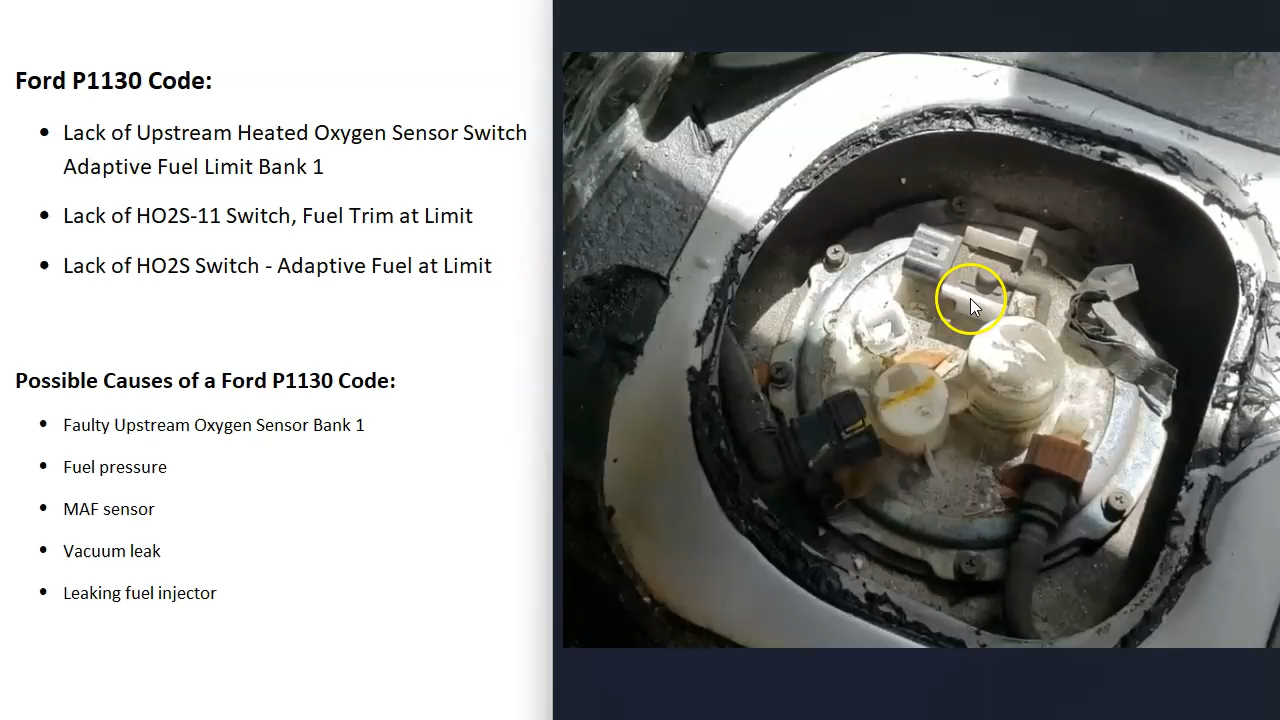 Ford P1130 Code:
Lack of Upstream Heated Oxygen Sensor Switch
Adaptive Fuel Limit Bank 1
Lack of HO2S-11 Switch, Fuel Trim at Limit
Lack of HO2S Switch - Adaptive Fuel at Limit
Possible Causes of a Ford P1130 Code:
Faulty Upstream Oxygen Sensor Bank 1
Fuel pressure
MAF sensor
Vacuum leak
Leaking fuel injector